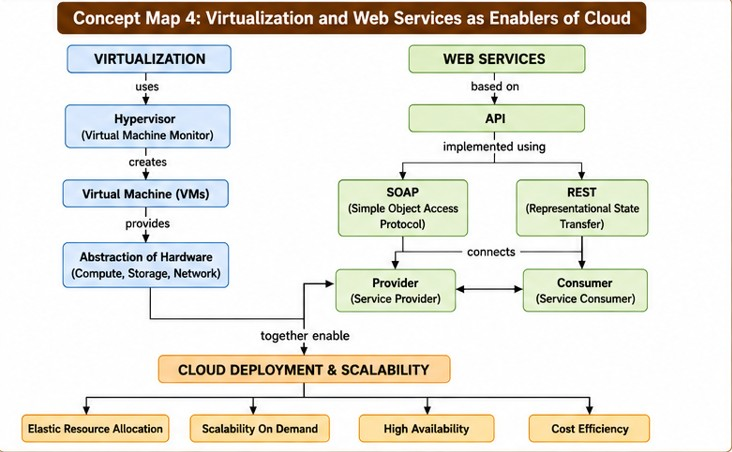 Concept Map 4: Virtualization and Web Services as Enablers of Cloud
VIRTUALIZATION
uses
Hypervisor
(Virtual Machine Monitor)
creates
Virtual Machine (VMs)
provides
Abstraction of Hardware
(Compute, Storage, Network)
WEB SERVICES
based on
API
implemented using
SOAP
(Simple Object Access
Protocol)
REST
(Representational State
Transfer)
connects
Provider
(Service Provider)
Consumer
(Service Consumer)
together enable
CLOUD DEPLOYMENT & SCALABILITY
Elastic Resource Allocation
Scalability On Demand
High Availability
Cost Efficiency